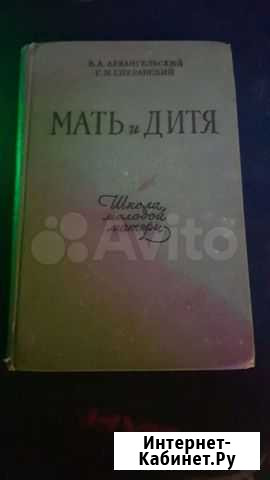 Б.А. АРХАНГЕЛЬСКИЙ
Г.Н. СПЕРАНСКИЙ
МАТЬ и ДИТЯ
Школа
молодой
матери
Avito
Интернет-
Кабинет.Ру